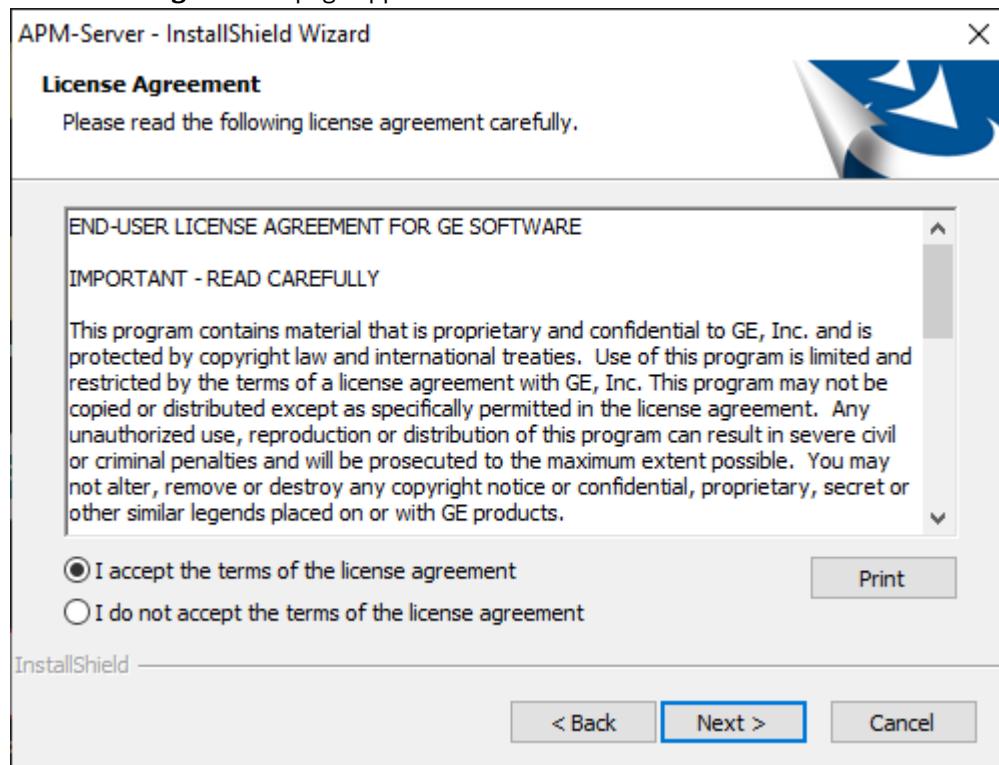 APM-Server - InstallShield Wizard
License Agreement
Please read the following license agreement carefully.
END-USER LICENSE AGREEMENT FOR GE SOFTWARE
IMPORTANT - READ CAREFULLY
This program contains material that is proprietary and confidential to GE, Inc. and is
protected by copyright law and international treaties.  Use of this program is limited and
restricted by the terms of a license agreement with GE, Inc. This program may not be
copied or distributed except as specifically permitted in the license agreement.  Any
unauthorized use, reproduction or distribution of this program can result in severe civil
or criminal penalties and will be prosecuted to the maximum extent possible.  You may
not alter, remove or destroy any copyright notice or confidential, proprietary, secret or
other similar legends placed on or with GE products.
I accept the terms of the license agreement
Print
I do not accept the terms of the license agreement
InstallShield
< Back
Next >
Cancel